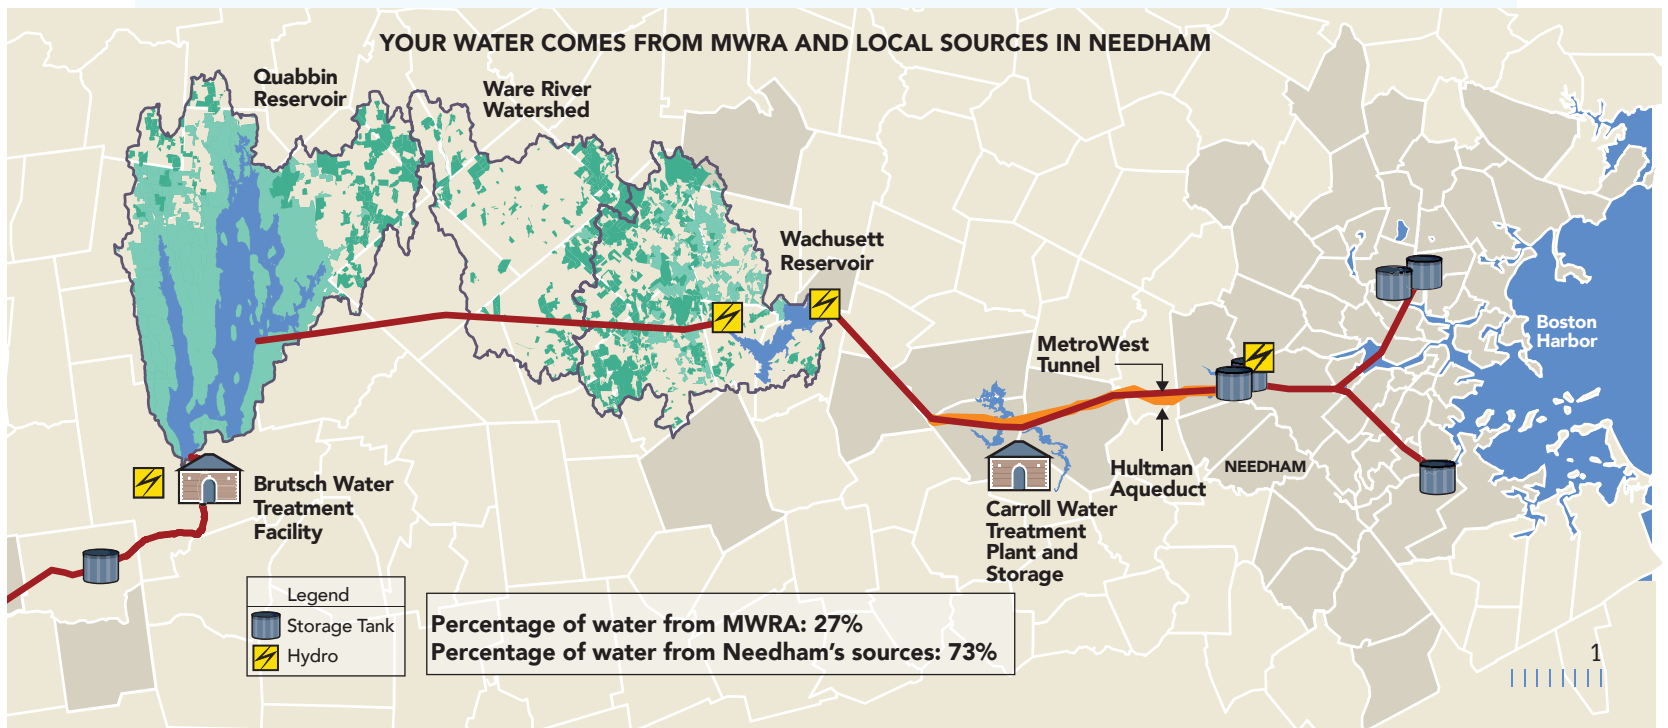 YOUR WATER COMES FROM MWRA AND LOCAL SOURCES IN NEEDHAM
Quabbin
Reservoir
Ware River
Watershed
Wachusett
Reservoir
MetroWest
Tunnel
Boston
Harbor
Hultman
Aqueduct
NEEDHAM
Brutsch Water
Treatment
Facility
Carroll Water
Treatment
Plant and
Storage
Legend
Storage Tank
Hydro
Percentage of water from MWRA: 27%
Percentage of water from Needham’s sources: 73%
1